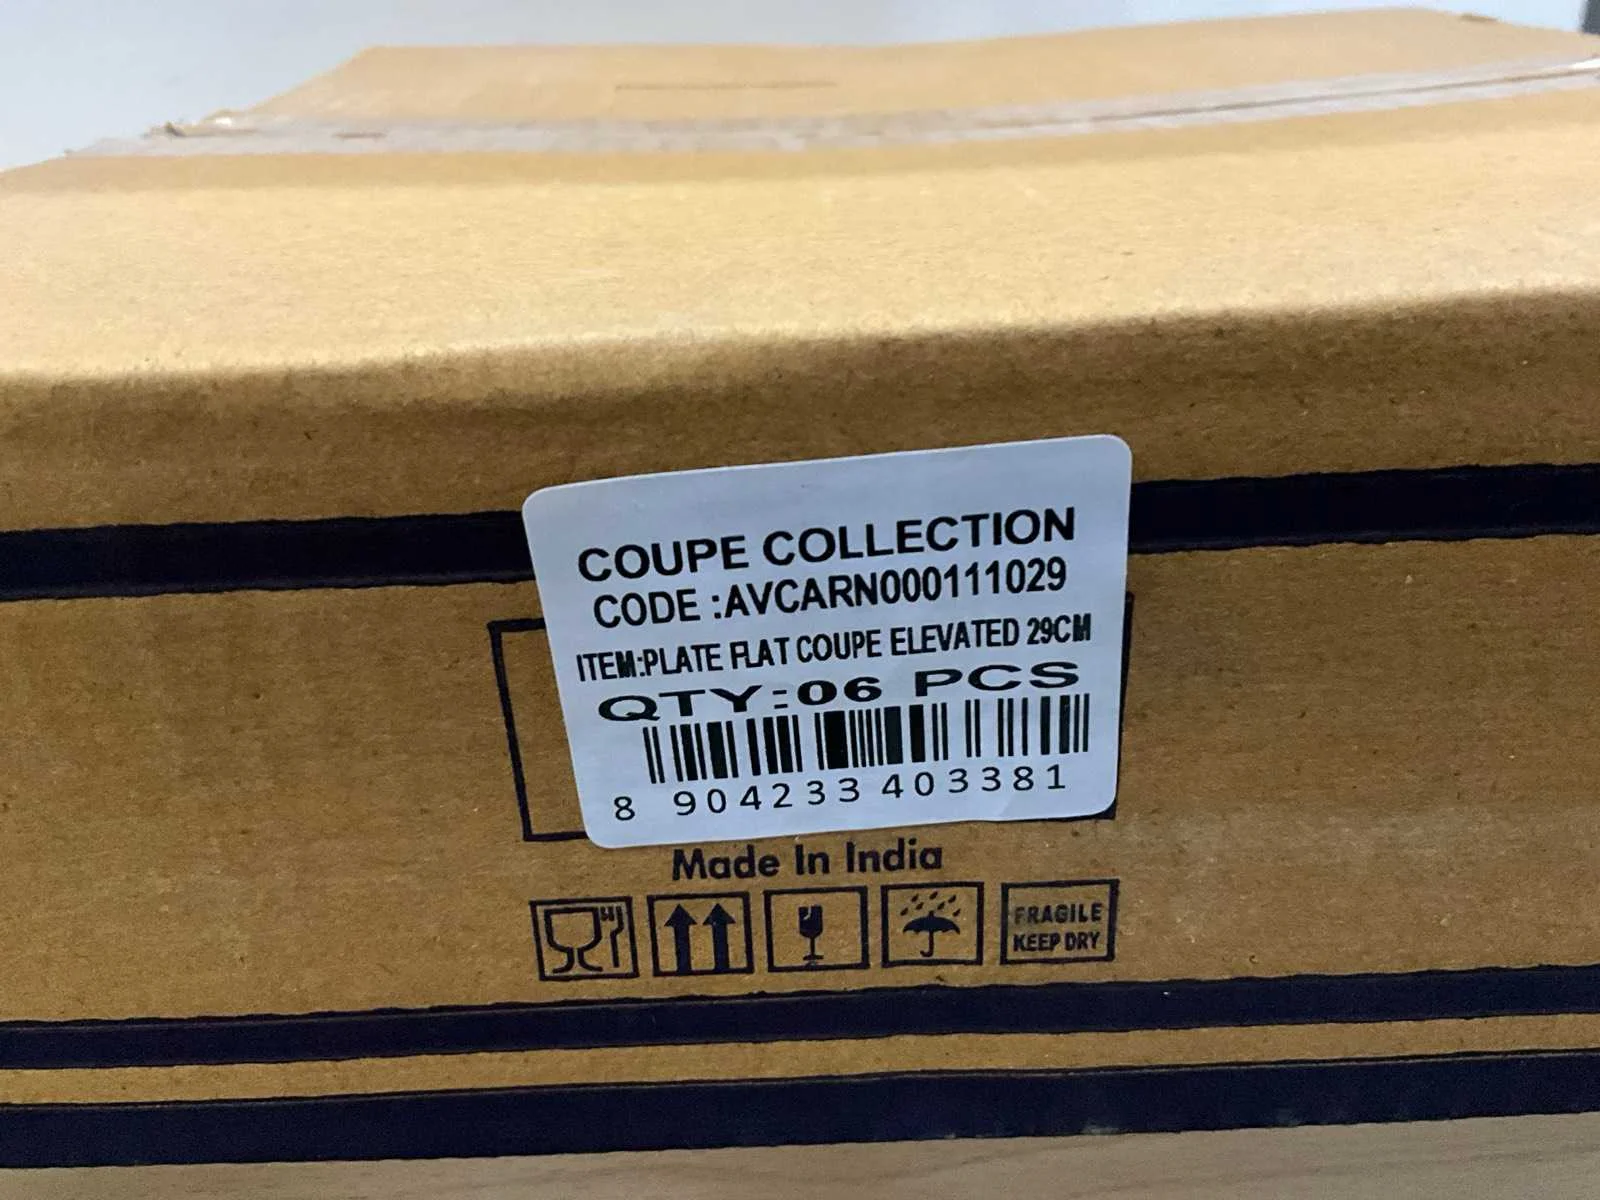 COUPE COLLECTION
CODE :AVCARN000111029
ITEM:PLATE FLAT COUPE ELEVATED 29CM
QTY:06 PCS
8 904233 403381
Made In India
FRAGILE
KEEP DRY